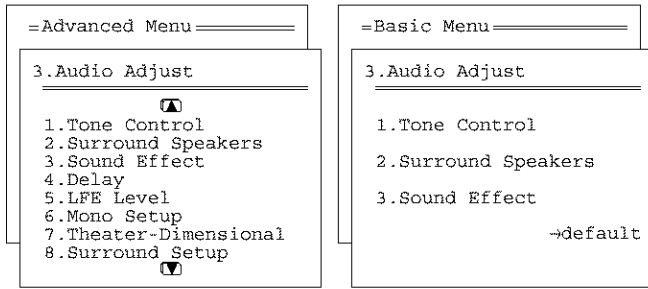 =Advanced Menu
3.Audio Adjust
1.Tone Control
2.Surround Speakers
3.Sound Effect
4.Delay
5.LFE Level
6.Mono Setup
7.Theater-Dimensional
8.Surround Setup
=Basic Menu
3.Audio Adjust
1.Tone Control
2.Surround Speakers
3.Sound Effect
→default